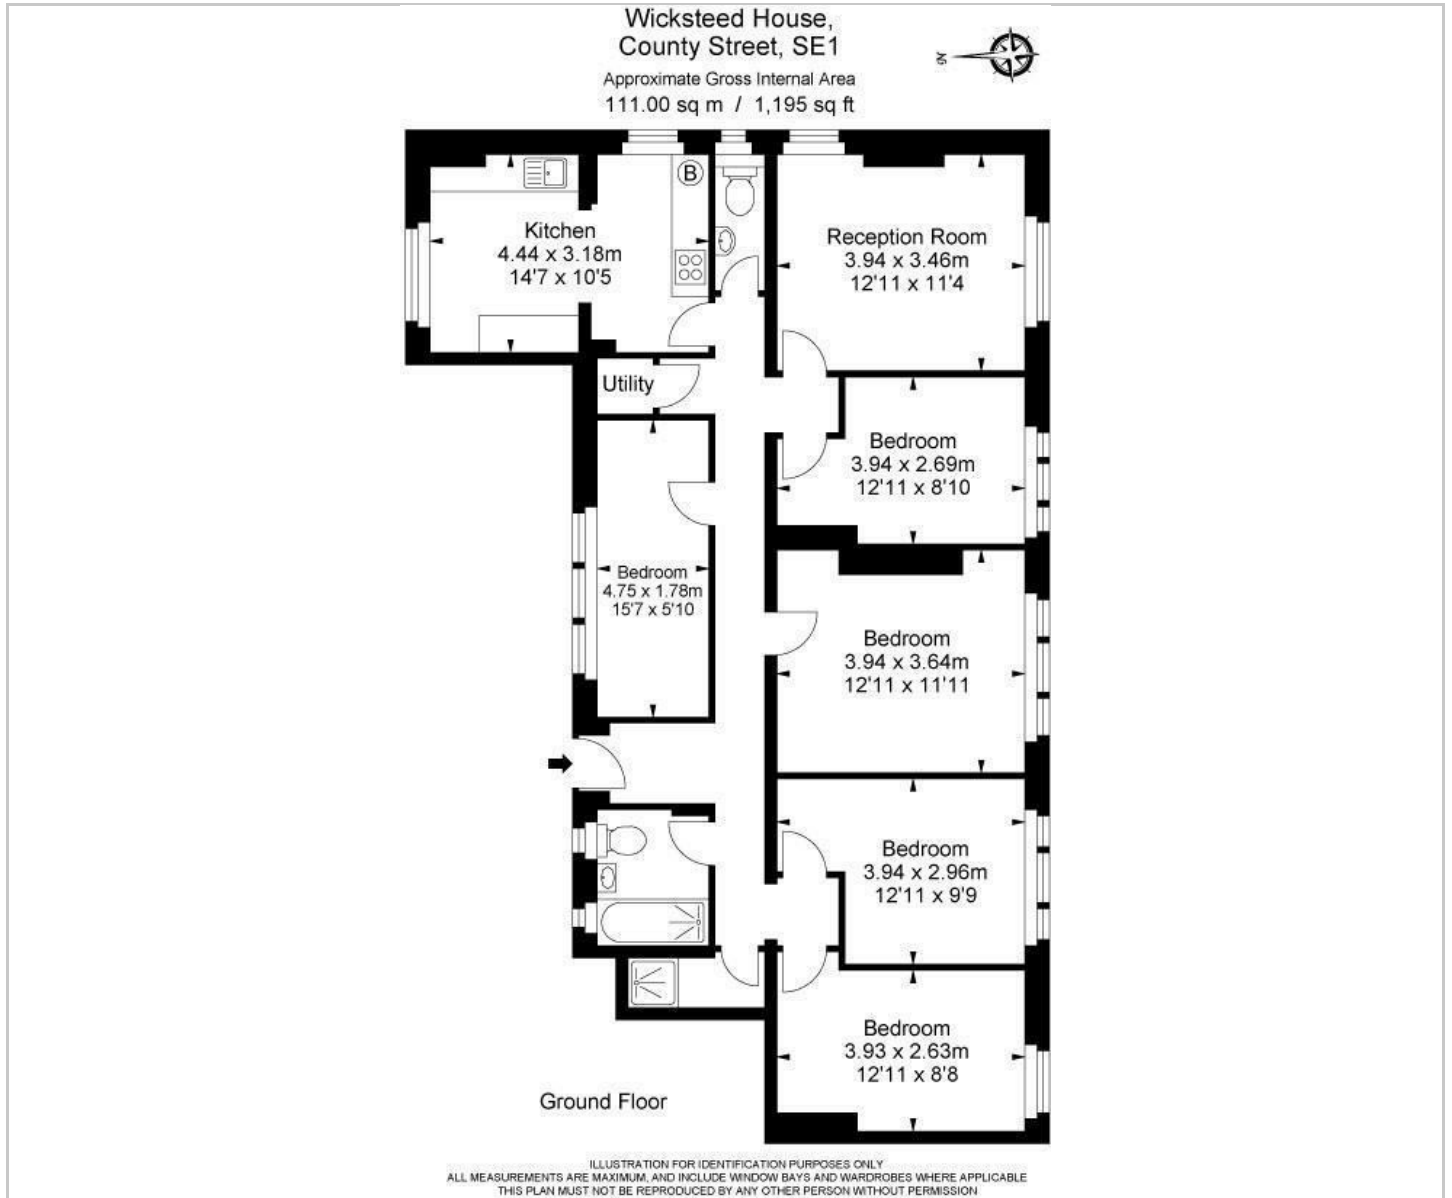 Wicksteed House,
County Street, SE1
Approximate Gross Internal Area
111.00 sq m / 1,195 sq ft
N
B
Kitchen
4.44 x 3.18m
14'7 x 10'5
Reception Room
3.94 x 3.46m
12'11 x 11'4
Utility
Bedroom
3.94 x 2.69m
12'11 x 8'10
Bedroom
4.75 x 1.78m
15'7 x 5'10
Bedroom
3.94 x 3.64m
12'11 x 11'11
Bedroom
3.94 x 2.96m
12'11 x 9'9
Bedroom
3.93 x 2.63m
12'11 x 8'8
Ground Floor
ILLUSTRATION FOR IDENTIFICATION PURPOSES ONLY
ALL MEASUREMENTS ARE MAXIMUM, AND INCLUDE WINDOW BAYS AND WARDROBES WHERE APPLICABLE
THIS PLAN MUST NOT BE REPRODUCED BY ANY OTHER PERSON WITHOUT PERMISSION